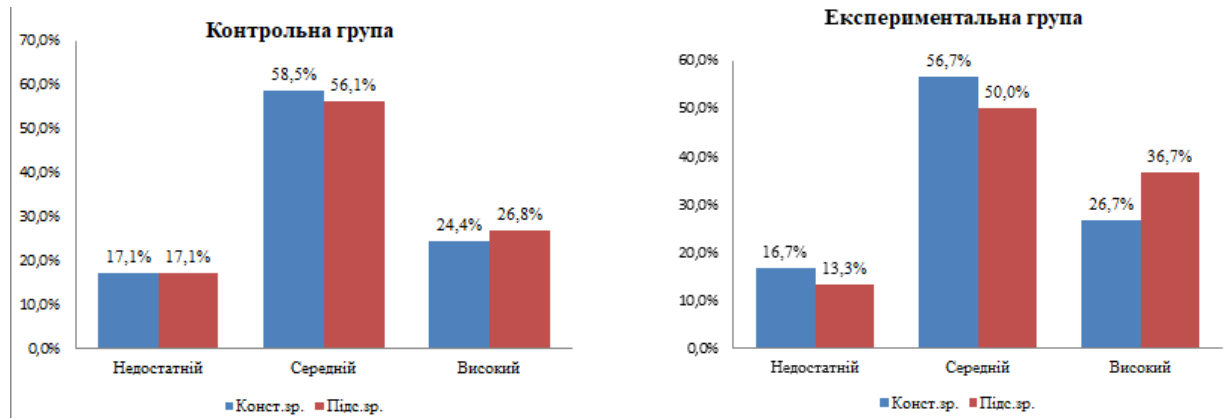 Контрольна група
70,0%
60,0%
50,0%
40,0%
30,0%
20,0%
10,0%
0,0%
17,1%
17,1%
58,5%
56,1%
24,4%
26,8%
Недостатній
Середній
Високий
Конст.зр.
Підс.зр.
Експериментальна група
60,0%
50,0%
40,0%
30,0%
20,0%
10,0%
0,0%
16,7%
13,3%
56,7%
50,0%
26,7%
36,7%
Недостатній
Середній
Високий
Конст.зр.
Підс.зр.